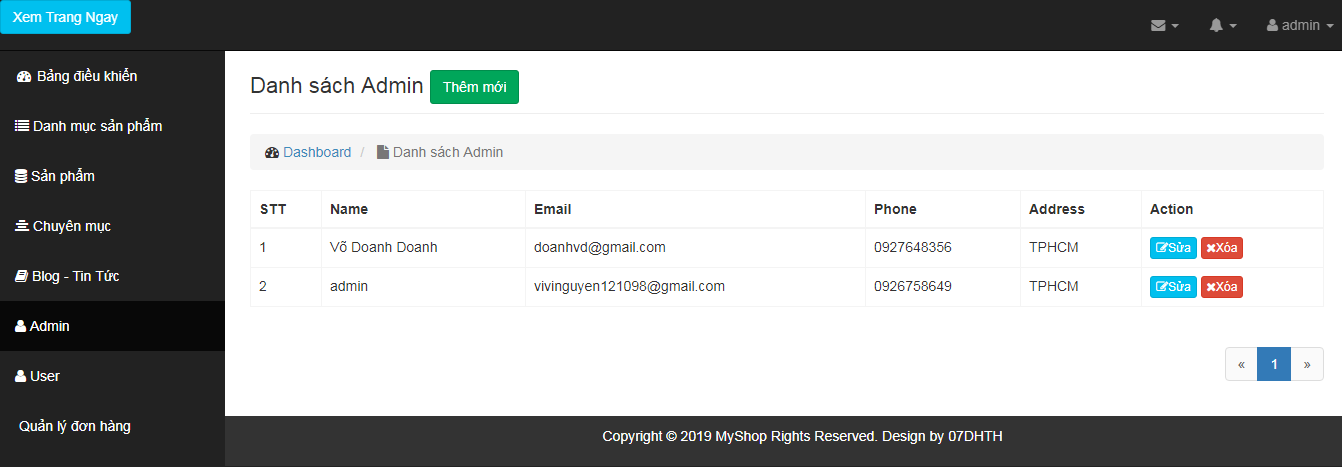 Xem Trang Ngay
admin
Bảng điều khiển
Danh mục sản phẩm
Sản phẩm
Chuyên mục
Blog - Tin Tức
Admin
User
Quản lý đơn hàng
Danh sách Admin Thêm mới
Dashboard / Danh sách Admin
STT Name Email Phone Address Action
1 Võ Doanh Doanh doanhvd@gmail.com 0927648356 TPHCM Sửa Xóa
2 admin vivinguyen121098@gmail.com 0926758649 TPHCM Sửa Xóa
« 1 »
Copyright © 2019 MyShop Rights Reserved. Design by 07DHTH